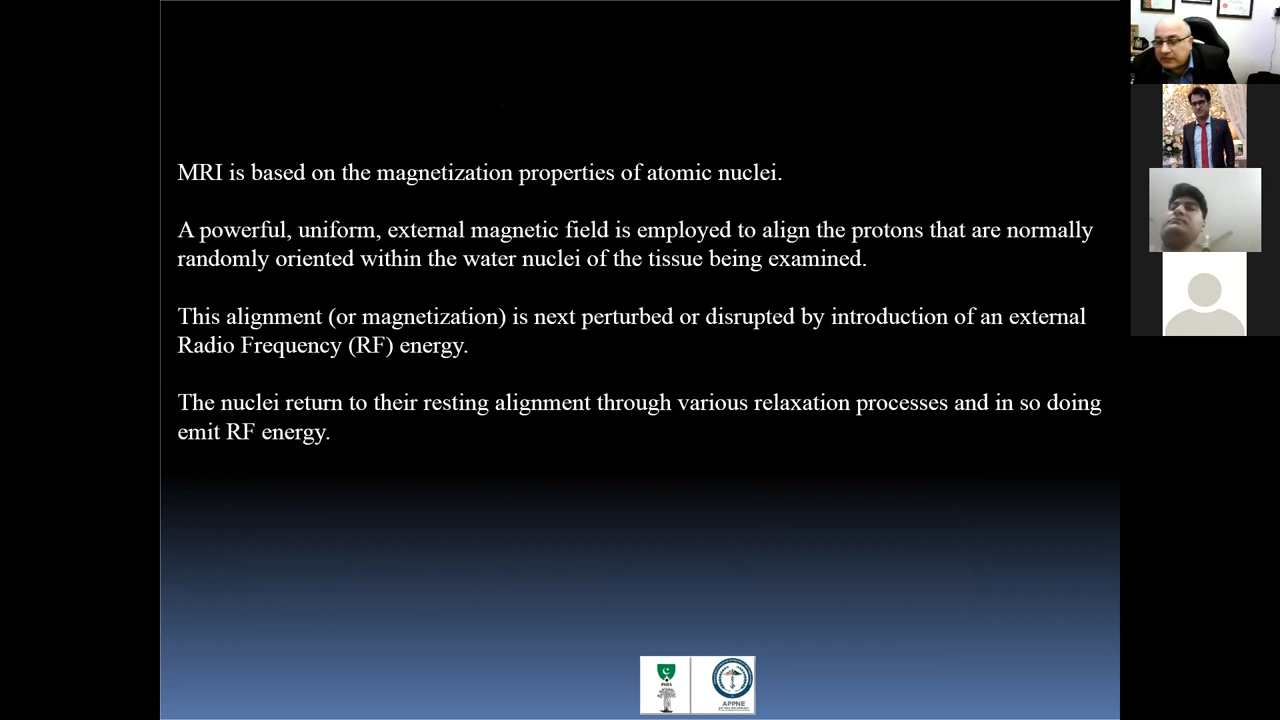 MRI is based on the magnetization properties of atomic nuclei.
A powerful, uniform, external magnetic field is employed to align the protons that are normally
randomly oriented within the water nuclei of the tissue being examined.
This alignment (or magnetization) is next perturbed or disrupted by introduction of an external
Radio Frequency (RF) energy.
The nuclei return to their resting alignment through various relaxation processes and in so doing
emit RF energy.
APPNE